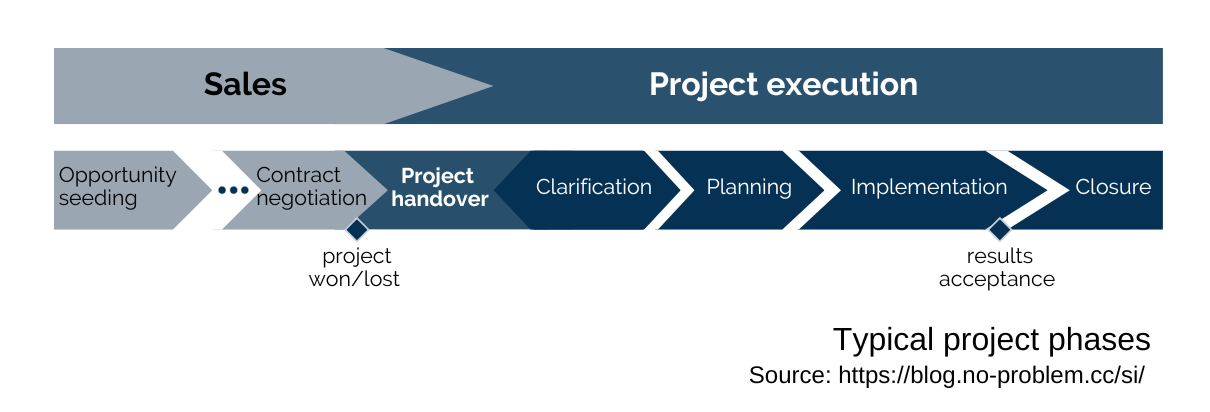 Sales
Project execution
Opportunity
seeding
Contract
negotiation
Project
handover
Clarification
Planning
Implementation
Closure
project
won/lost
results
acceptance
Typical project phases
Source: https://blog.no-problem.cc/si/